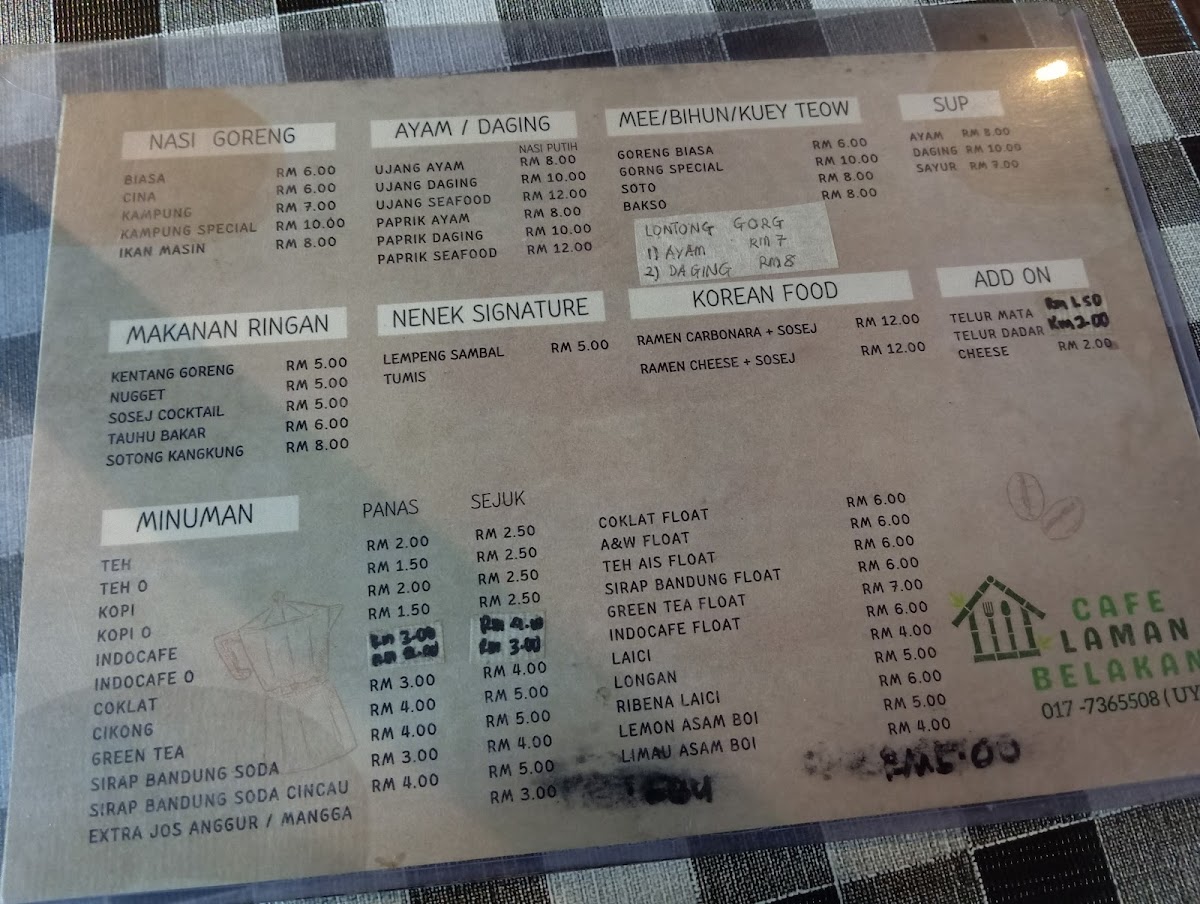 NASI GORENG
BIASA RM 6.00
CINA RM 6.00
KAMPUNG RM 7.00
KAMPUNG SPECIAL RM 10.00
IKAN MASIN RM 8.00
AYAM / DAGING
NASI PUTIH
UJANG AYAM RM 8.00
UJANG DAGING RM 10.00
UJANG SEAFOOD RM 12.00
PAPRIK AYAM RM 8.00
PAPRIK DAGING RM 10.00
PAPRIK SEAFOOD RM 12.00
MEE/BIHUN/KUEY TEOW
GORENG BIASA RM 6.00
GORNG SPECIAL RM 10.00
SOTO RM 8.00
BAKSO RM 8.00
LONTONG GORG
1) AYAM RM7
2) DAGING RM8
SUP
AYAM RM 8.00
DAGING RM 10.00
SAYUR RM 7.00
MAKANAN RINGAN
KENTANG GORENG RM 5.00
NUGGET RM 5.00
SOSEJ COCKTAIL RM 5.00
TAUHU BAKAR RM 6.00
SOTONG KANGKUNG RM 8.00
NENEK SIGNATURE
LEMPENG SAMBAL RM 5.00
TUMIS
KOREAN FOOD
RAMEN CARBONARA + SOSEJ RM 12.00
RAMEN CHEESE + SOSEJ RM 12.00
ADD ON
TELUR MATA Rm 1.50
TELUR DADAR Rm 2.00
CHEESE RM 2.00
MINUMAN PANAS SEJUK
TEH RM 2.00 RM 2.50
TEH O RM 1.50 RM 2.50
KOPI RM 2.00 RM 2.50
KOPI O RM 1.50 RM 2.50
INDOCAFE Rm 3.00 Rm 4.00
INDOCAFE O Rm 2.00 Rm 3.00
COKLAT RM 3.00 RM 4.00
CIKONG RM 4.00 RM 5.00
GREEN TEA RM 4.00 RM 5.00
SIRAP BANDUNG SODA RM 3.00 RM 4.00
SIRAP BANDUNG SODA CINCAU RM 4.00 RM 5.00
EXTRA JOS ANGGUR / MANGGA RM 3.00
COKLAT FLOAT RM 6.00
A&W FLOAT RM 6.00
TEH AIS FLOAT RM 6.00
SIRAP BANDUNG FLOAT RM 6.00
GREEN TEA FLOAT RM 7.00
INDOCAFE FLOAT RM 6.00
LAICI RM 4.00
LONGAN RM 5.00
RIBENA LAICI RM 6.00
LEMON ASAM BOI RM 5.00
LIMAU ASAM BOI RM 4.00
RM5.00
CAFE
LAMAN
BELAKAN
017 -7365508 ( UY